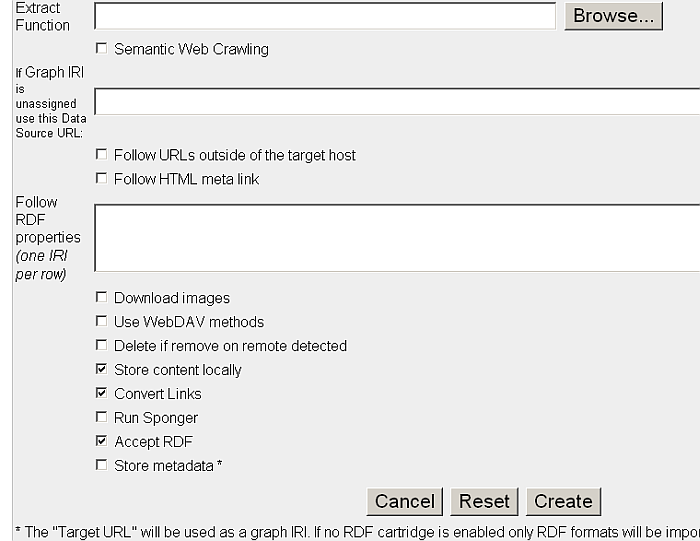 Extract
Function
Browse...
Semantic Web Crawling
If Graph IRI
is
unassigned
use this Data
Source URL:
Follow URLs outside of the target host
Follow HTML meta link
Follow
RDF
properties
(one IRI
per row)
Download images
Use WebDAV methods
Delete if remove on remote detected
Store content locally
Convert Links
Run Sponger
Accept RDF
Store metadata *
Cancel Reset Create
* The "Target URL" will be used as a graph IRI. If no RDF cartridge is enabled only RDF formats will be impo